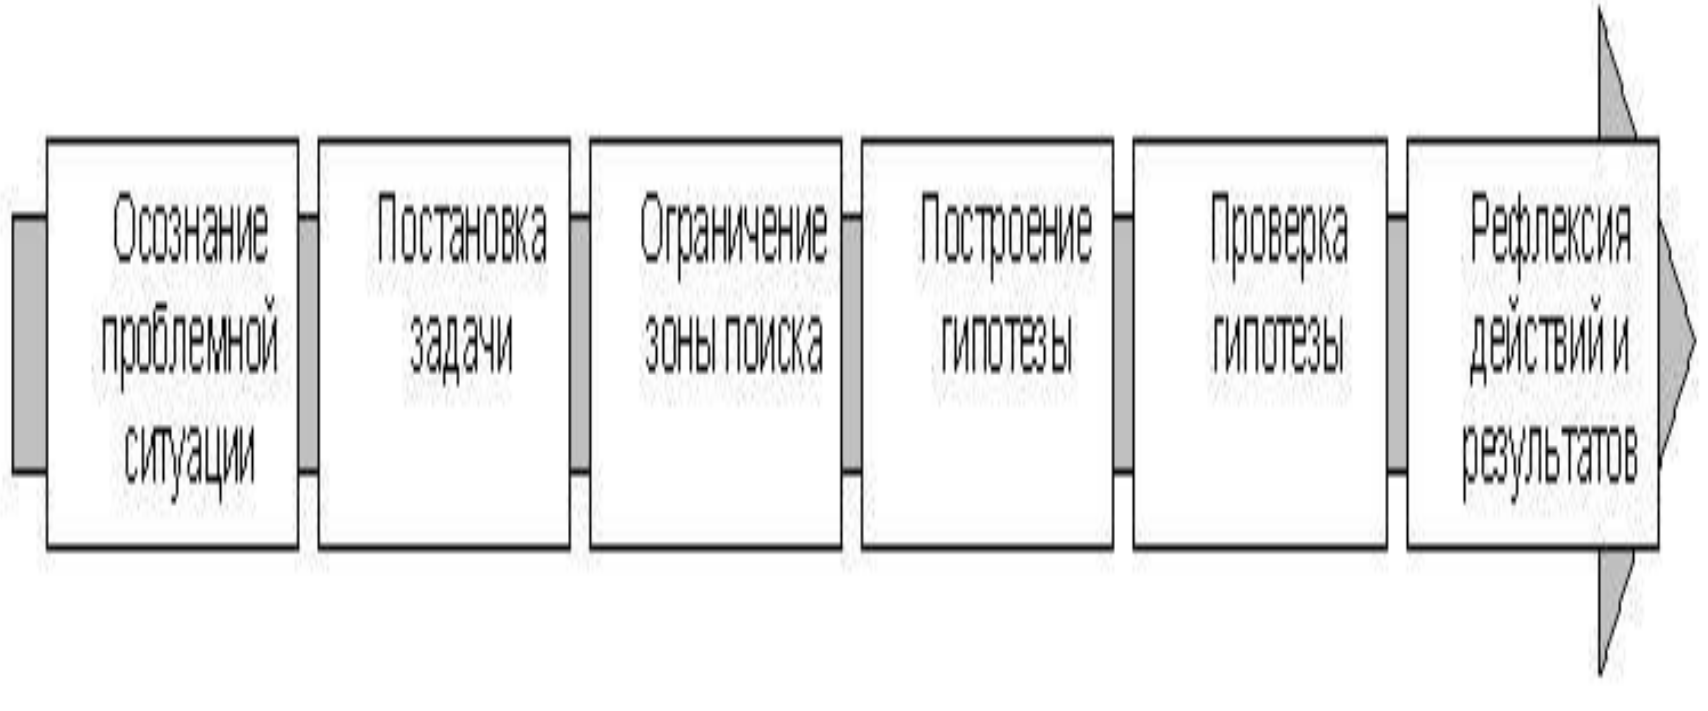 Осознание
проблемной
ситуации
Постановка
задачи
Ограничение
зоны поиска
Построение
гипотезы
Проверка
гипотезы
Рефлексия
действий и
результатов